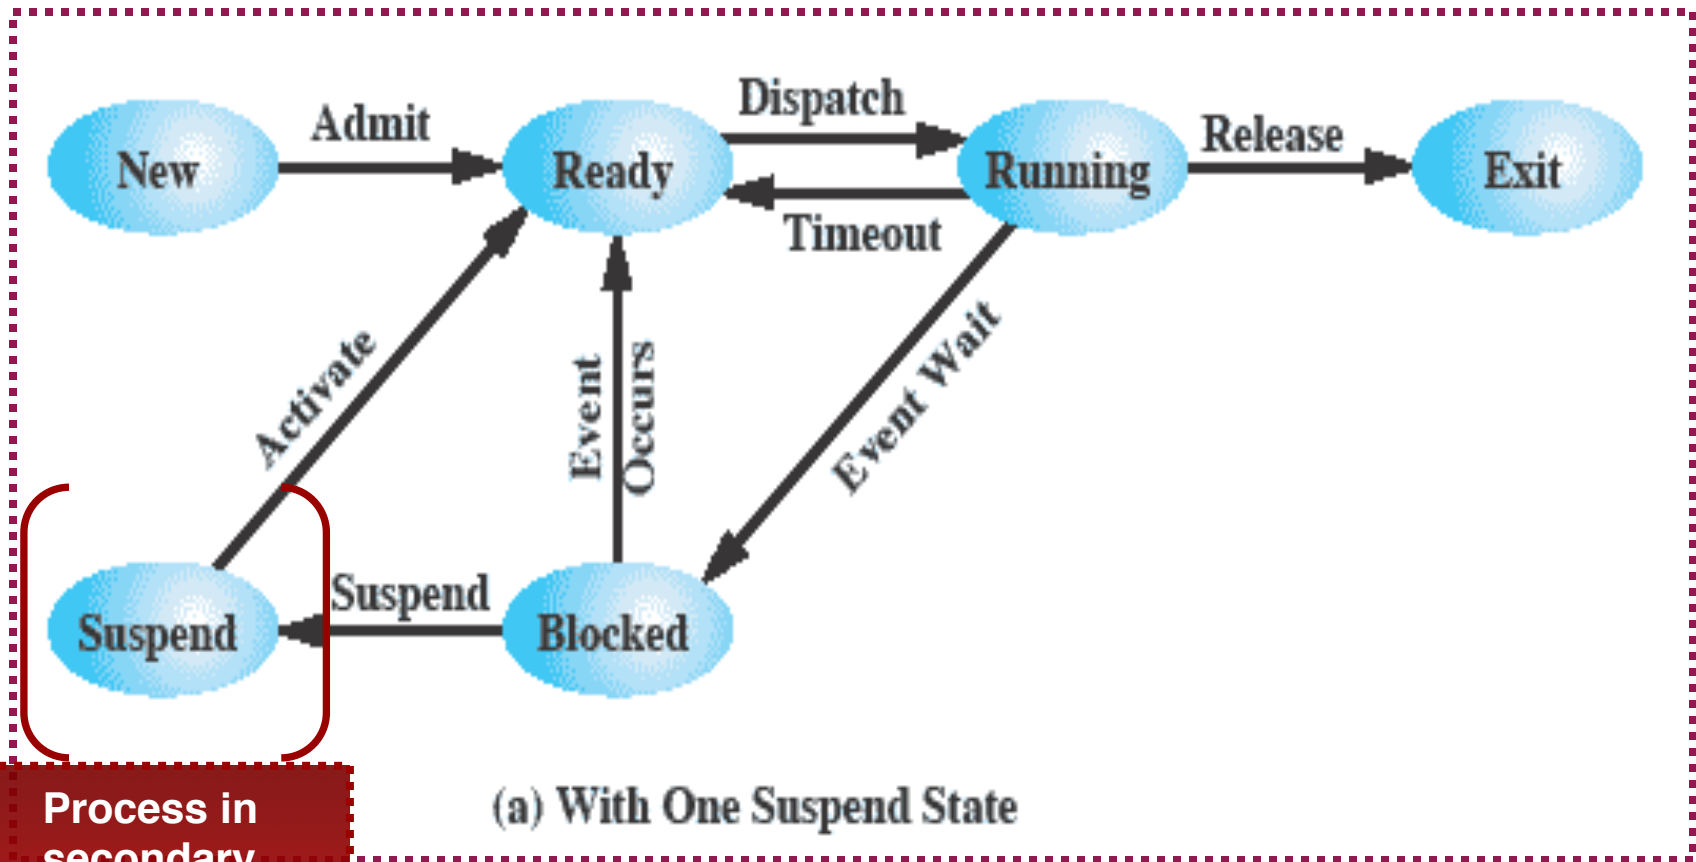 Admit
Dispatch
Release
New
Ready
Running
Exit
Timeout
Activate
Event
Occurs
Event Wait
Suspend
Suspend
Blocked
(a) With One Suspend State
Process in
secondary